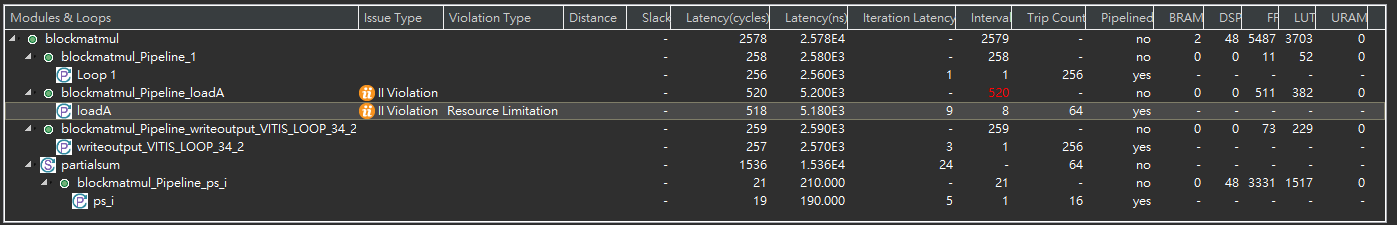 Modules & Loops Issue Type Violation Type Distance Slack Latency(cycles) Latency(ns) Iteration Latency Interval Trip Count Pipelined BRAM DSP FF LUT URAM
blockmatmul - 2578 2.578E4 - 2579 - no 2 48 5487 3703 0
blockmatmul_Pipeline_1 - 258 2.580E3 - 258 - no 0 0 11 52 0
Loop 1 - 256 2.560E3 1 1 256 yes - - - - -
blockmatmul_Pipeline_loadA II Violation - 520 5.200E3 - 520 - no 0 0 511 382 0
loadA II Violation Resource Limitation - 518 5.180E3 9 8 64 yes - - - - -
blockmatmul_Pipeline_writeoutput_VITIS_LOOP_34_2 - 259 2.590E3 - 259 - no 0 0 73 229 0
writeoutput_VITIS_LOOP_34_2 - 257 2.570E3 3 1 256 yes - - - - -
partialsum - 1536 1.536E4 24 - 64 no - - - - -
blockmatmul_Pipeline_ps_i - 21 210.000 - 21 - no 0 48 3331 1517 0
ps_i - 19 190.000 5 1 16 yes - - - - -